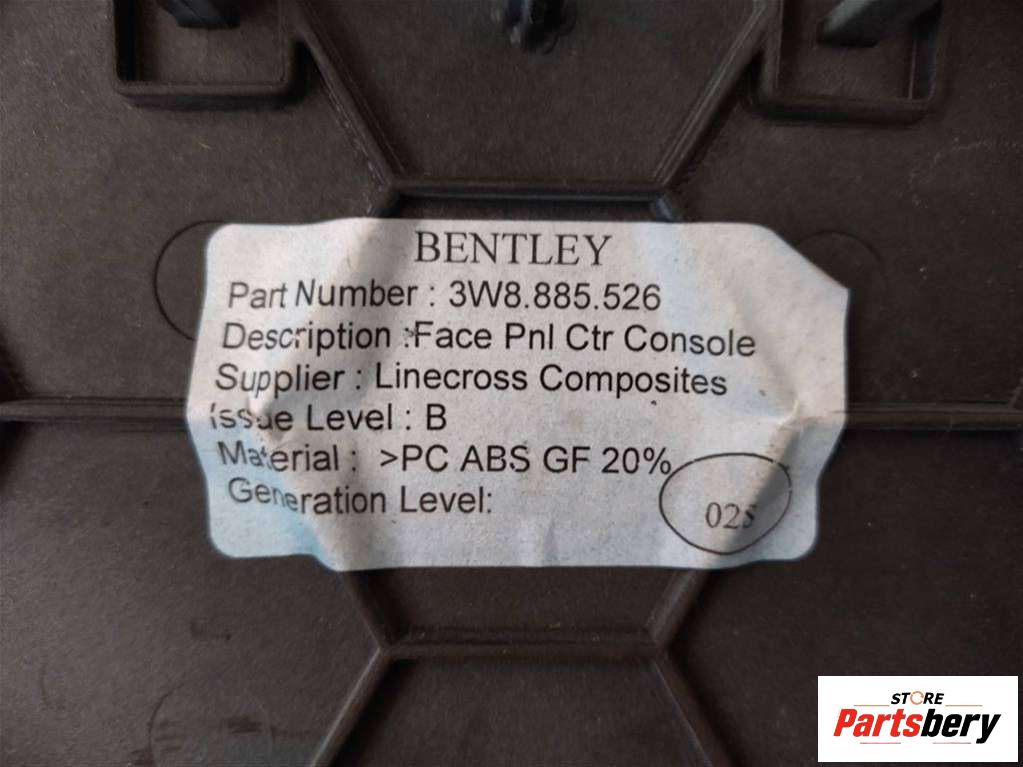 BENTLEY
Part Number : 3W8.885.526
Description :Face Pnl Ctr Console
Supplier : Linecross Composites
Issue Level : B
Material : >PC ABS GF 20%
Generation Level:
025
STORE
Partsbery